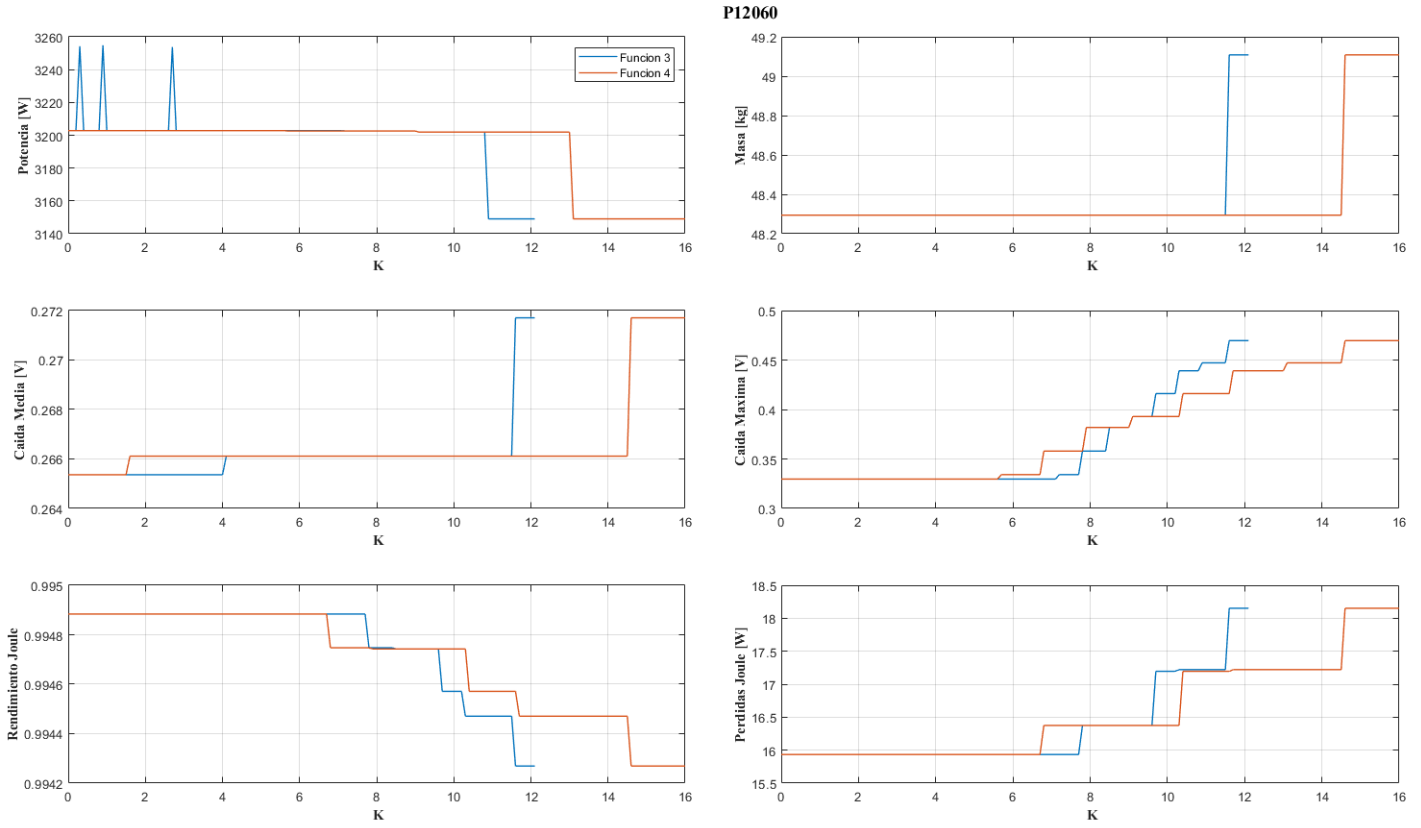 P12060
Potencia [W]
3260
3240
3220
3200
3180
3160
3140
0 2 4 6 8 10 12 14 16
K
Funcion 3
Funcion 4
Masa [kg]
49.2
49
48.8
48.6
48.4
48.2
0 2 4 6 8 10 12 14 16
K
Caida Media [V]
0.272
0.27
0.268
0.266
0.264
0 2 4 6 8 10 12 14 16
K
Caida Maxima [V]
0.5
0.45
0.4
0.35
0.3
0 2 4 6 8 10 12 14 16
K
Rendimiento Joule
0.995
0.9948
0.9946
0.9944
0.9942
0 2 4 6 8 10 12 14 16
K
Perdidas Joule [W]
18.5
18
17.5
17
16.5
16
15.5
0 2 4 6 8 10 12 14 16
K